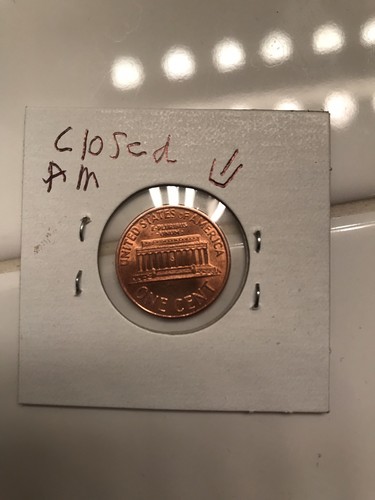 Closed
AM
UNITED STATES OF AMERICA
ONE CENT